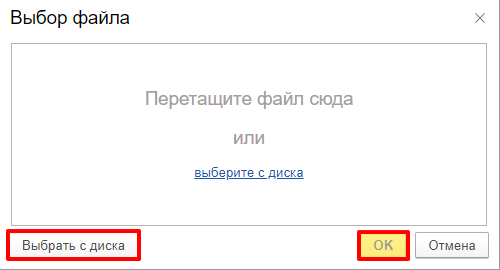 Выбор файла
Перетащите файл сюда
или
выберите с диска
Выбрать с диска
OK
Отмена